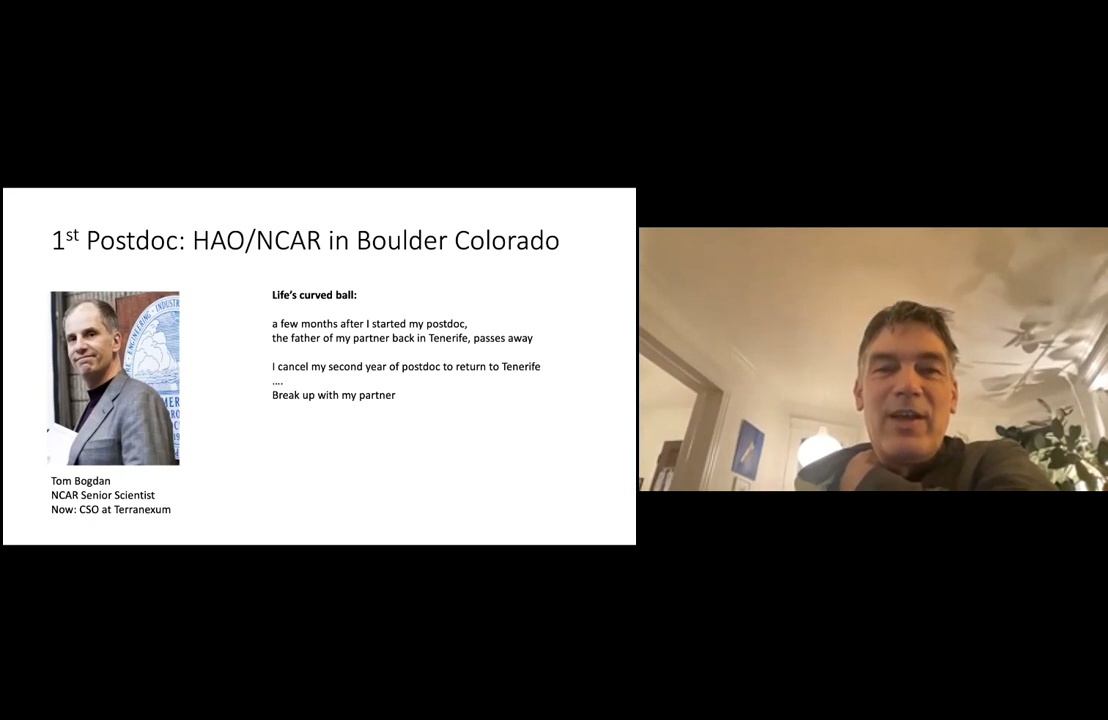 1st Postdoc: HAO/NCAR in Boulder Colorado
Life’s curved ball:
a few months after I started my postdoc,
the father of my partner back in Tenerife, passes away
I cancel my second year of postdoc to return to Tenerife
....
Break up with my partner
ENGINEERING · INDUSTR
Tom Bogdan
NCAR Senior Scientist
Now: CSO at Terranexum